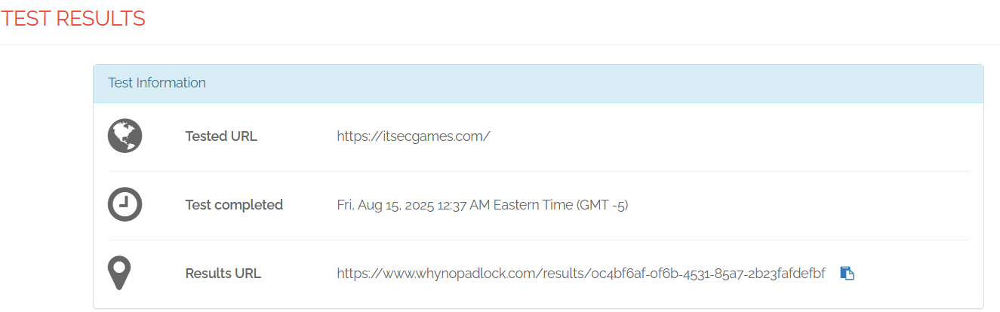 TEST RESULTS
Test Information
Tested URL https://itsecgames.com/
Test completed Fri, Aug 15, 2025 12:37 AM Eastern Time (GMT -5)
Results URL https://www.whynopadlock.com/results/0c4bf6af-0f6b-4531-85a7-2b23fafdefbf